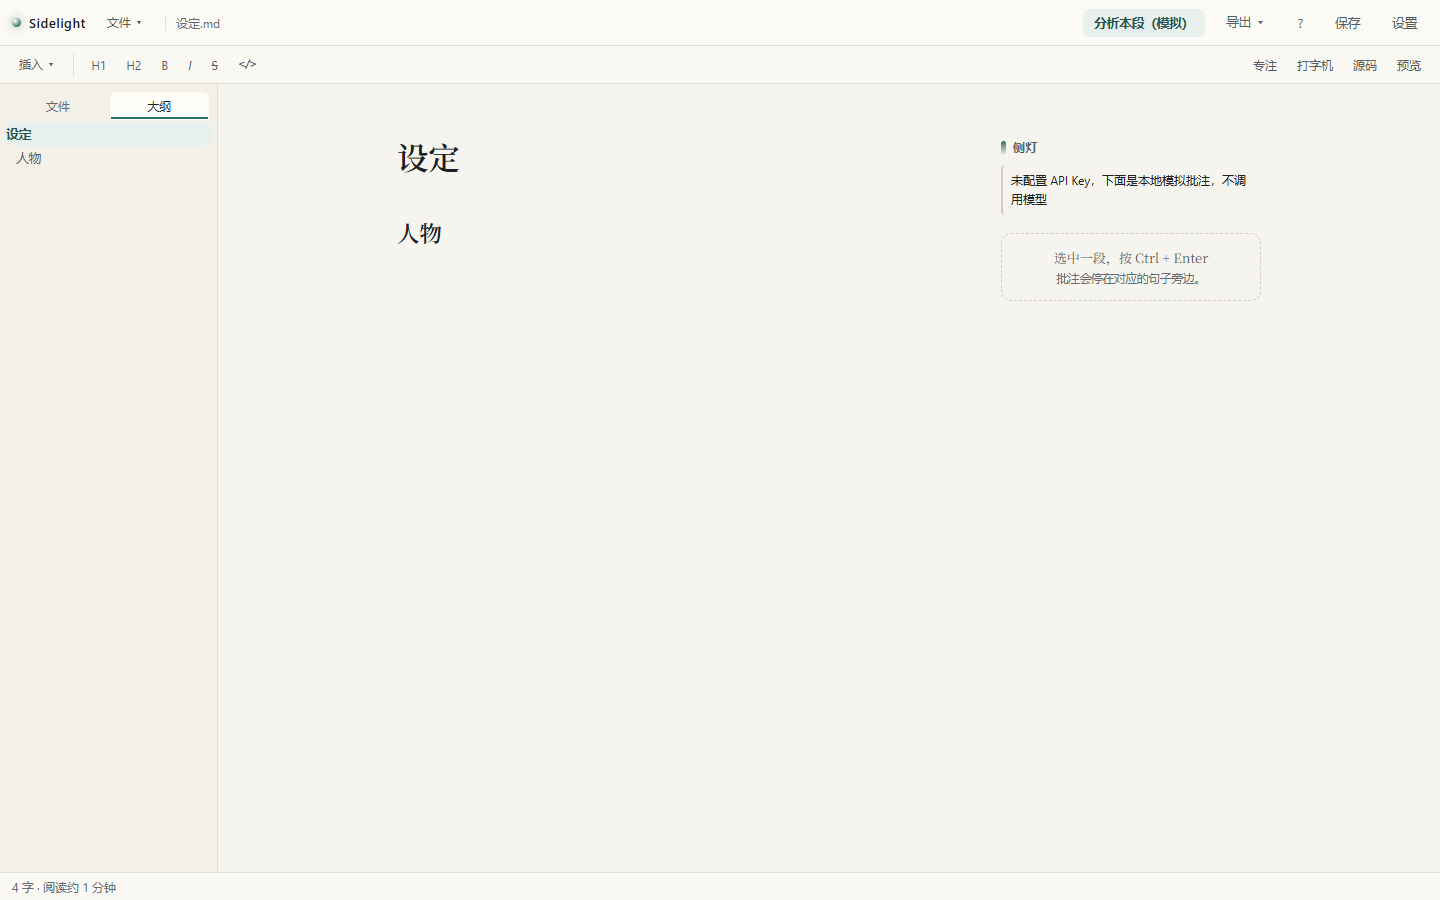 Sidelight 文件 ▾ 设定.md 分析本段（模拟） 导出 ▾ ? 保存 设置
插入 ▾ H1 H2 B I S </> 专注 打字机 源码 预览
文件 大纲
设定
人物
设定
人物
侧灯
未配置 API Key，下面是本地模拟批注，不调
用模型
选中一段，按 Ctrl + Enter
批注会停在对应的句子旁边。
4 字 · 阅读约 1 分钟